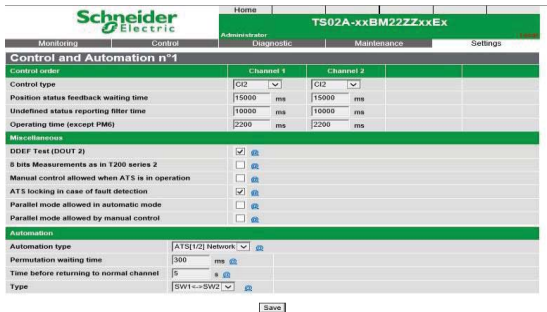 Home
Schneider
Electric
TS02A-xxBM22ZZxxEx
Administrator
Monitoring Control Diagnostic Maintenance Settings
Control and Automation n°1
Control order Channel 1 Channel 2
Control type CI2 CI2
Position status feedback waiting time 15000 ms 15000 ms
Undefined status reporting filter time 10000 ms 10000 ms
Operating time (except PM6) 2200 ms 2200 ms
Miscellaneous
DDEF Test (DOUT 2)
8 bits Measurements as in T200 series 2
Manual control allowed when ATS is in operation
ATS locking in case of fault detection
Parallel mode allowed in automatic mode
Parallel mode allowed by manual control
Automation
Automation type ATS[1/2] Network
Permutation waiting time 300 ms
Time before returning to normal channel 5 s
Type SW1<->SW2
Save